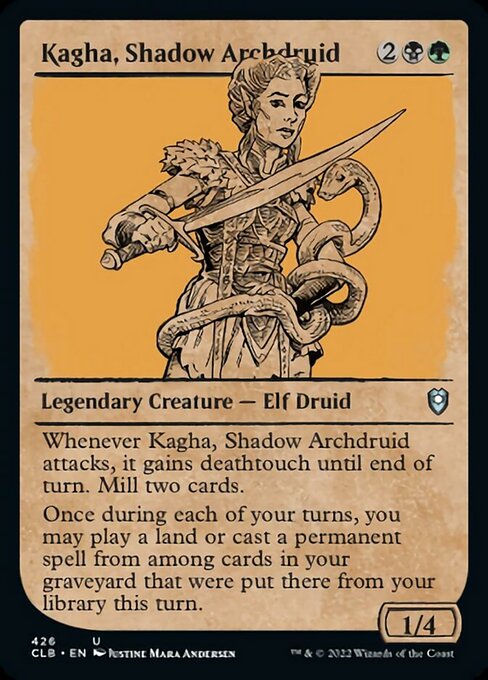 Kagha, Shadow Archdruid 2
Legendary Creature — Elf Druid
Whenever Kagha, Shadow Archdruid
attacks, it gains deathtouch until end of
turn. Mill two cards.
Once during each of your turns, you
may play a land or cast a permanent
spell from among cards in your
graveyard that were put there from your
library this turn.
1/4
426 U
CLB • EN Justine Mara Andersen ™ & © 2022 Wizards of the Coast